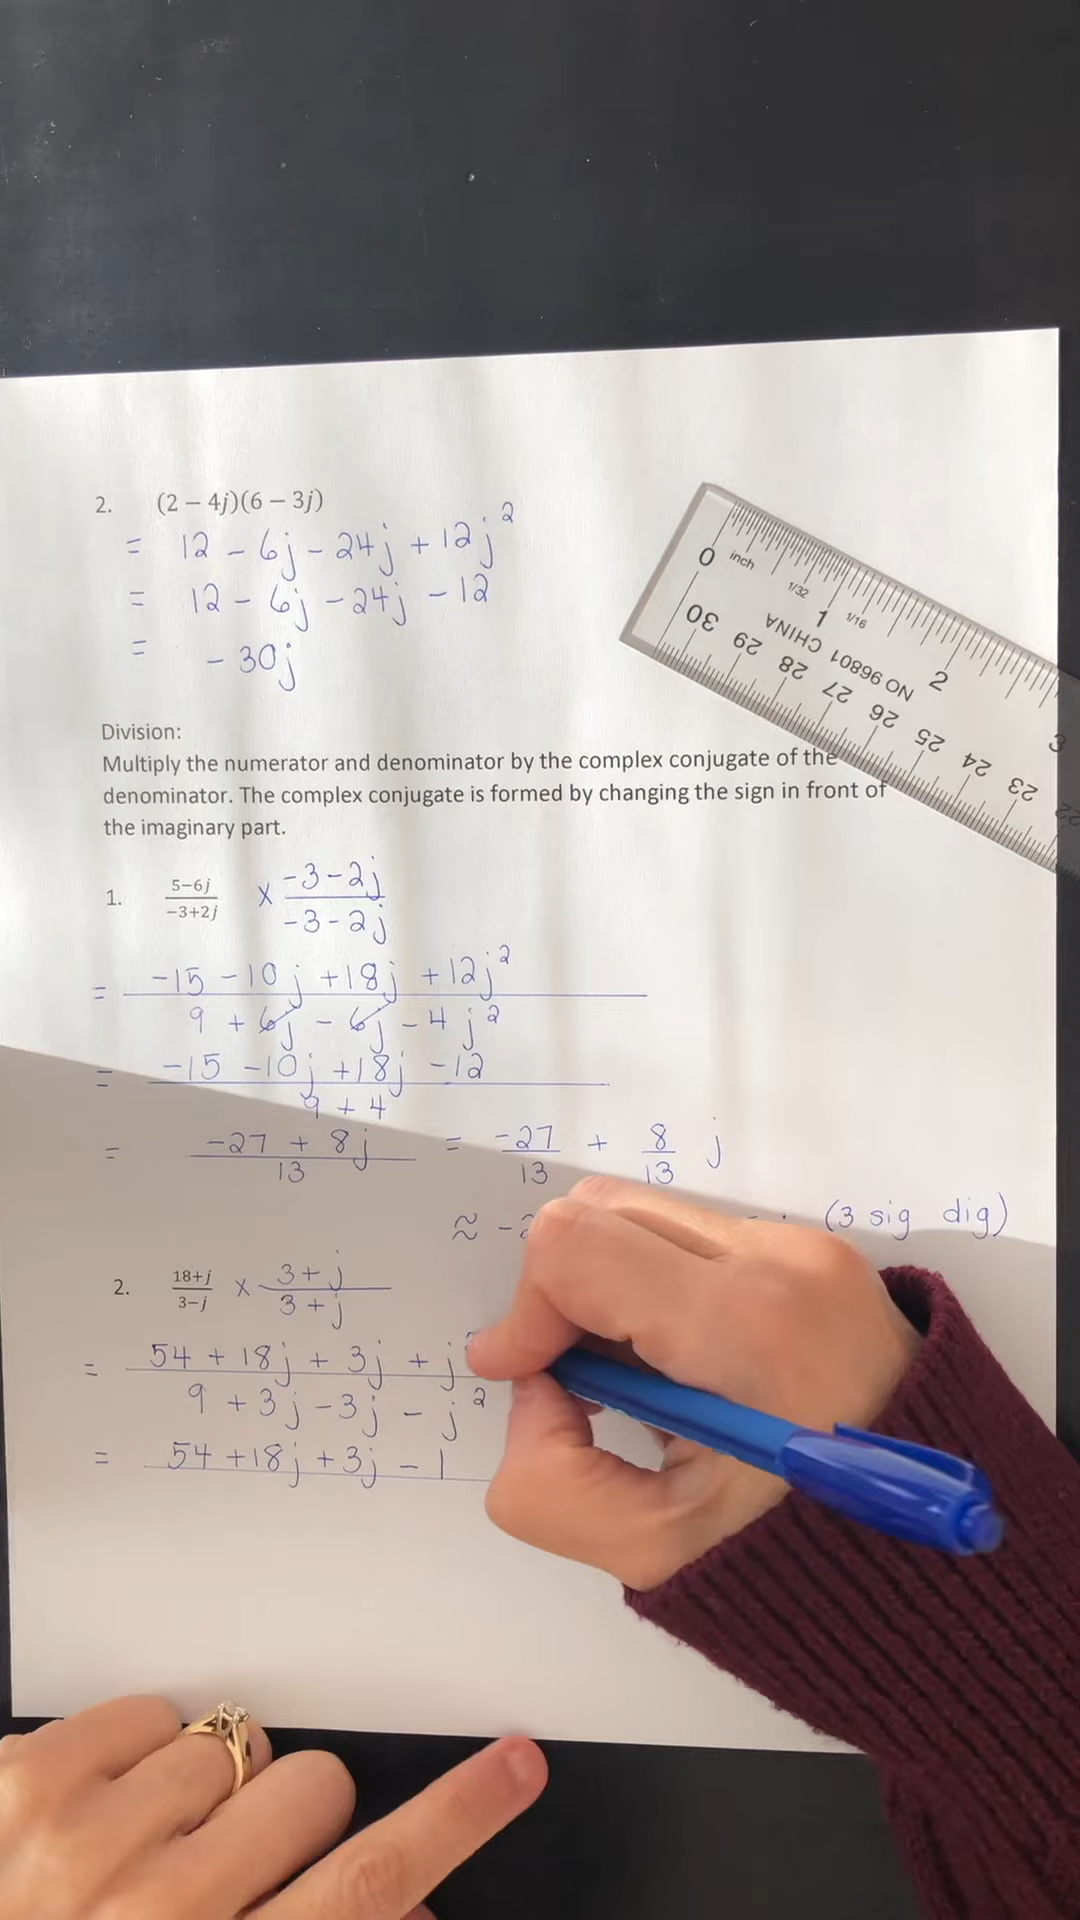 2. (2 – 4j)(6 – 3j)
= 12 - 6j - 24j + 12j²
= 12 - 6j - 24j - 12
= - 30j
0 inch 1/32 1 1/16 2 3
30 29 28 27 26 25 24 23 22
NO 96801 CHINA
Division:
Multiply the numerator and denominator by the complex conjugate of the
denominator. The complex conjugate is formed by changing the sign in front of
the imaginary part.
1. 5−6j/−3+2j × -3-2j/-3-2j
= -15 - 10j + 18j + 12j²/9 + 6j - 6j - 4j²
= -15 - 10j + 18j - 12/9 + 4
= -27 + 8j/13 = -27/13 + 8/13 j
≈ -2 (3 sig dig)
2. 18+j/3−j × 3+j/3+j
= 54 + 18j + 3j + j²/9 + 3j - 3j - j²
= 54 + 18j + 3j - 1